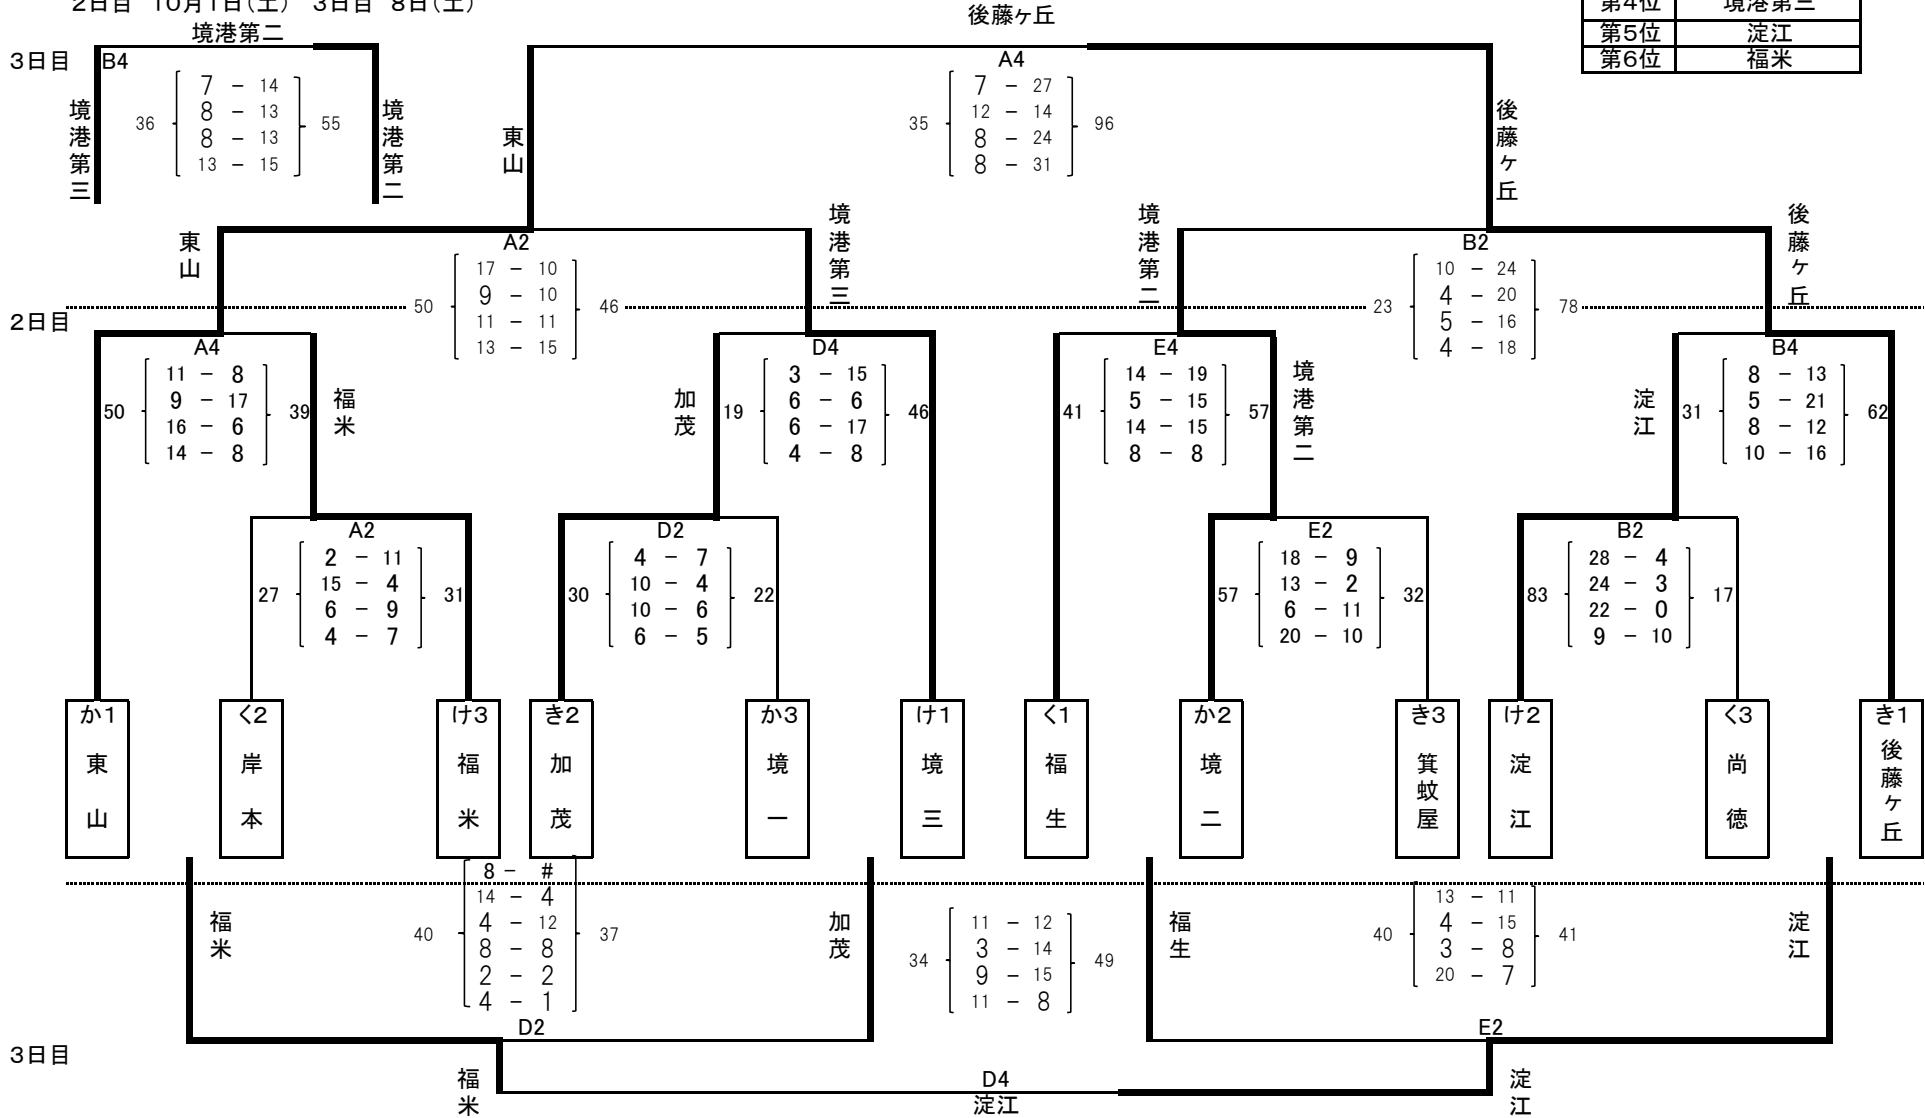 2日目 10月1日(土) 3日目 8日(土)
第4位 境港第三
第5位 淀江
第6位 福米
境港第二
後藤ヶ丘
3日目
B4
境港第三
36
7 - 14
8 - 13
8 - 13
13 - 15
55
境港第二
東山
A4
35
7 - 27
12 - 14
8 - 24
8 - 31
96
後藤ヶ丘
東山
A2
50
17 - 10
9 - 10
11 - 11
13 - 15
46
境港第三
境港第二
B2
23
10 - 24
4 - 20
5 - 16
4 - 18
78
後藤ヶ丘
2日目
A4
50
11 - 8
9 - 17
16 - 6
14 - 8
39
福米
加茂
D4
19
3 - 15
6 - 6
6 - 17
4 - 8
46
E4
41
14 - 19
5 - 15
14 - 15
8 - 8
57
境港第二
淀江
B4
31
8 - 13
5 - 21
8 - 12
10 - 16
62
A2
27
2 - 11
15 - 4
6 - 9
4 - 7
31
D2
30
4 - 7
10 - 4
10 - 6
6 - 5
22
E2
57
18 - 9
13 - 2
6 - 11
20 - 10
32
B2
83
28 - 4
24 - 3
22 - 0
9 - 10
17
か1 東山
く2 岸本
け3 福米
き2 加茂
か3 境一
け1 境三
く1 福生
か2 境二
き3 箕蚊屋
け2 淀江
く3 尚徳
き1 後藤ヶ丘
福米
40
8 - #
14 - 4
4 - 12
8 - 8
2 - 2
4 - 1
37
加茂
D2
34
11 - 12
3 - 14
9 - 15
11 - 8
49
福生
40
13 - 11
4 - 15
3 - 8
20 - 7
41
淀江
E2
3日目
福米
D4
淀江
淀江